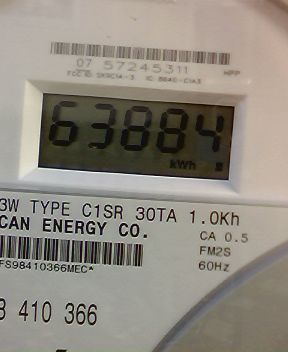 07 57245311
63884
kWh
3W TYPE C1SR 30TA 1.0Kh
CAN ENERGY CO.
CA 0.5
FM2S
60Hz
FS98410366MEC*
3 410 366